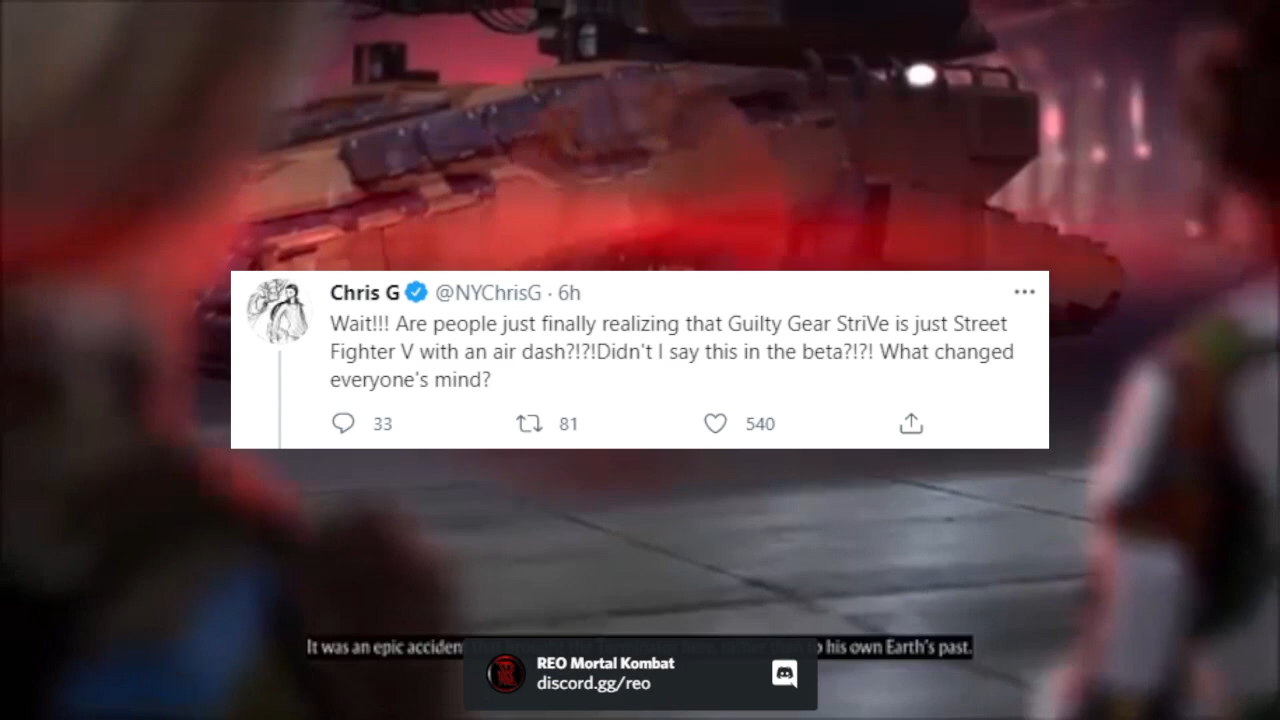 Chris G @NYChrisG · 6h
Wait!!! Are people just finally realizing that Guilty Gear StriVe is just Street
Fighter V with an air dash?!?!Didn't I say this in the beta?!?! What changed
everyone's mind?
33 81 540
It was an epic acciden his own Earth's past.
REO Mortal Kombat
discord.gg/reo